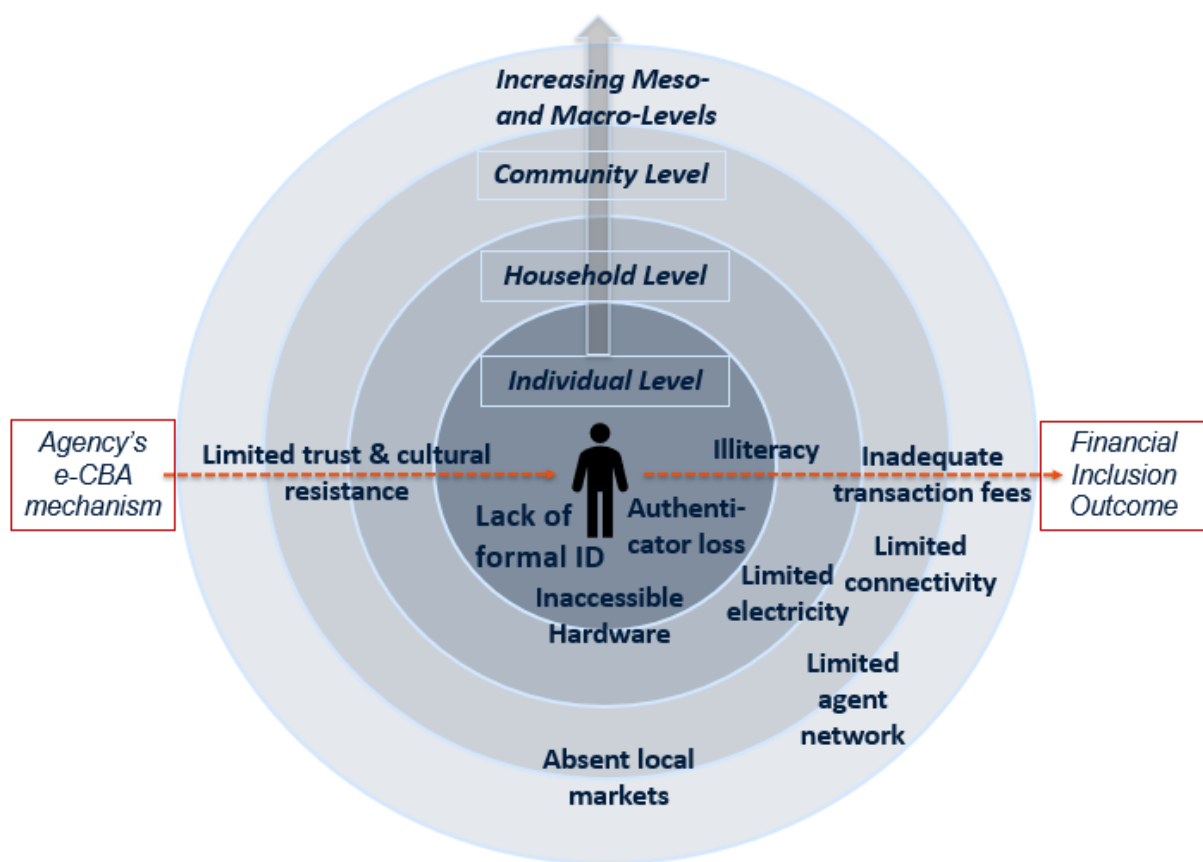 Increasing Meso-
and Macro-Levels
Community Level
Household Level
Individual Level
Agency's
e-CBA
mechanism
Limited trust & cultural
resistance
Illiteracy
Inadequate
transaction fees
Financial
Inclusion
Outcome
Lack of
formal ID
Authenti-
cator loss
Inaccessible
Hardware
Limited
electricity
Limited
connectivity
Limited
agent
network
Absent local
markets